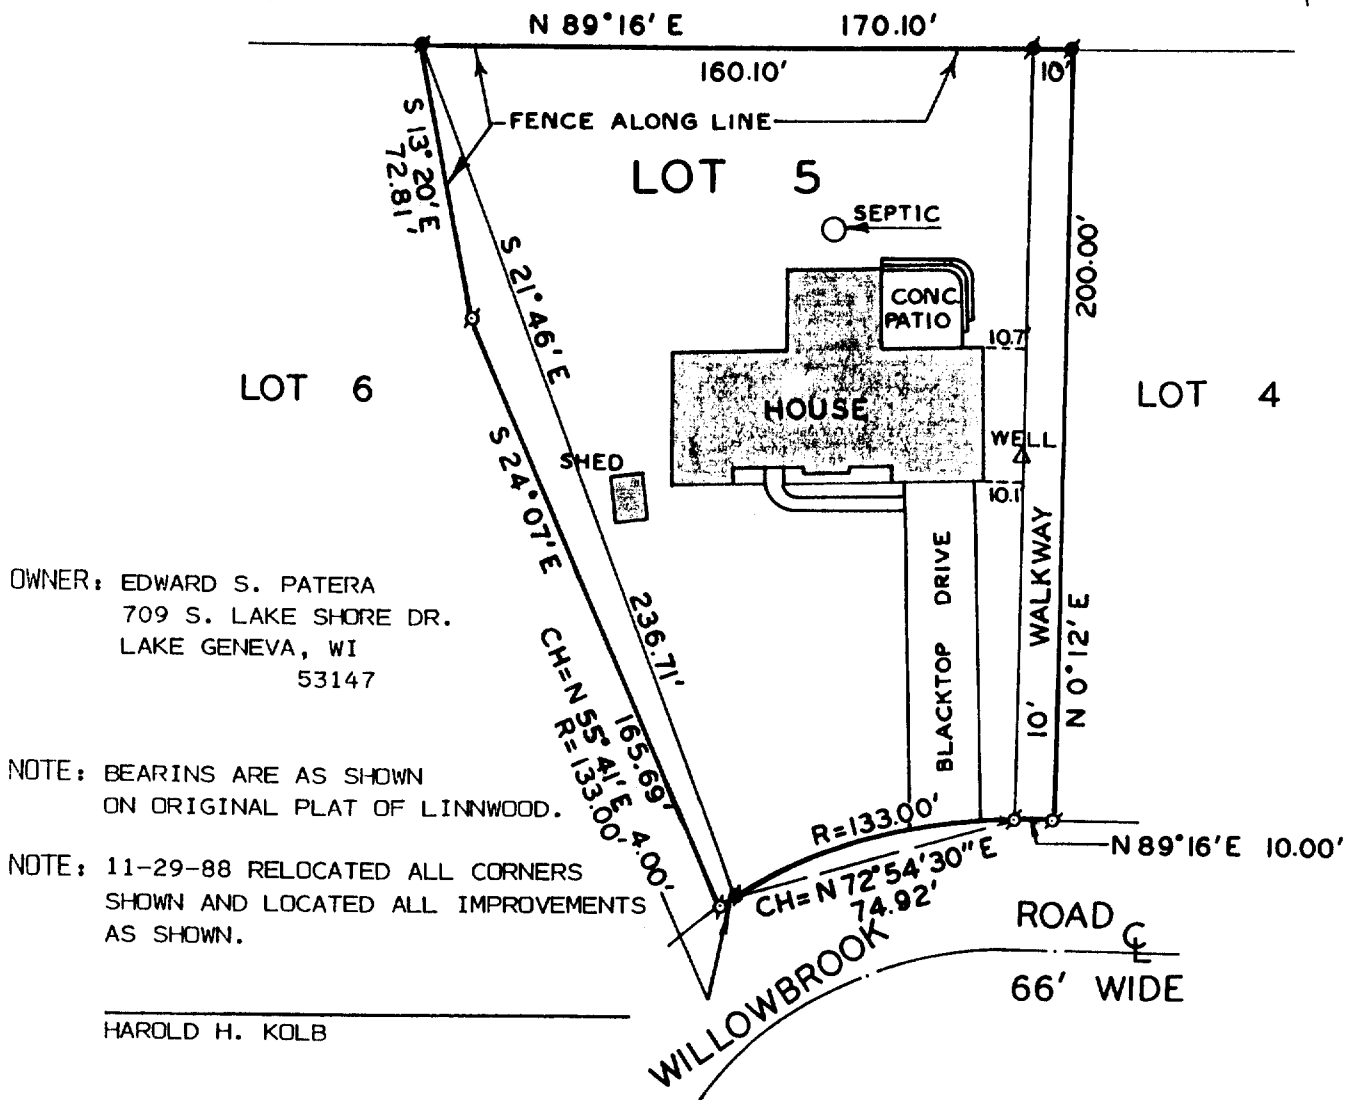 N 89°16' E 170.10'
160.10' 10'
FENCE ALONG LINE
S 13° 20' E
72.81'
LOT 5
SEPTIC
200.00'
S 21° 46' E
CONC.
PATIO
10.7'
LOT 6
HOUSE
LOT 4
WELL
SHED
S 24° 07' E
10.1'
OWNER: EDWARD S. PATERA
709 S. LAKE SHORE DR.
LAKE GENEVA, WI
53147
236.71'
BLACKTOP DRIVE
10' WALKWAY
N 0°12' E
CH= N 55° 41' E 4.00'
R=133.00'
165.69'
NOTE: BEARINS ARE AS SHOWN
ON ORIGINAL PLAT OF LINNWOOD.
R=133.00'
N 89°16'E 10.00'
NOTE: 11-29-88 RELOCATED ALL CORNERS
SHOWN AND LOCATED ALL IMPROVEMENTS
AS SHOWN.
CH= N 72° 54' 30" E
74.92'
WILLOWBROOK ROAD
CL
66' WIDE
HAROLD H. KOLB